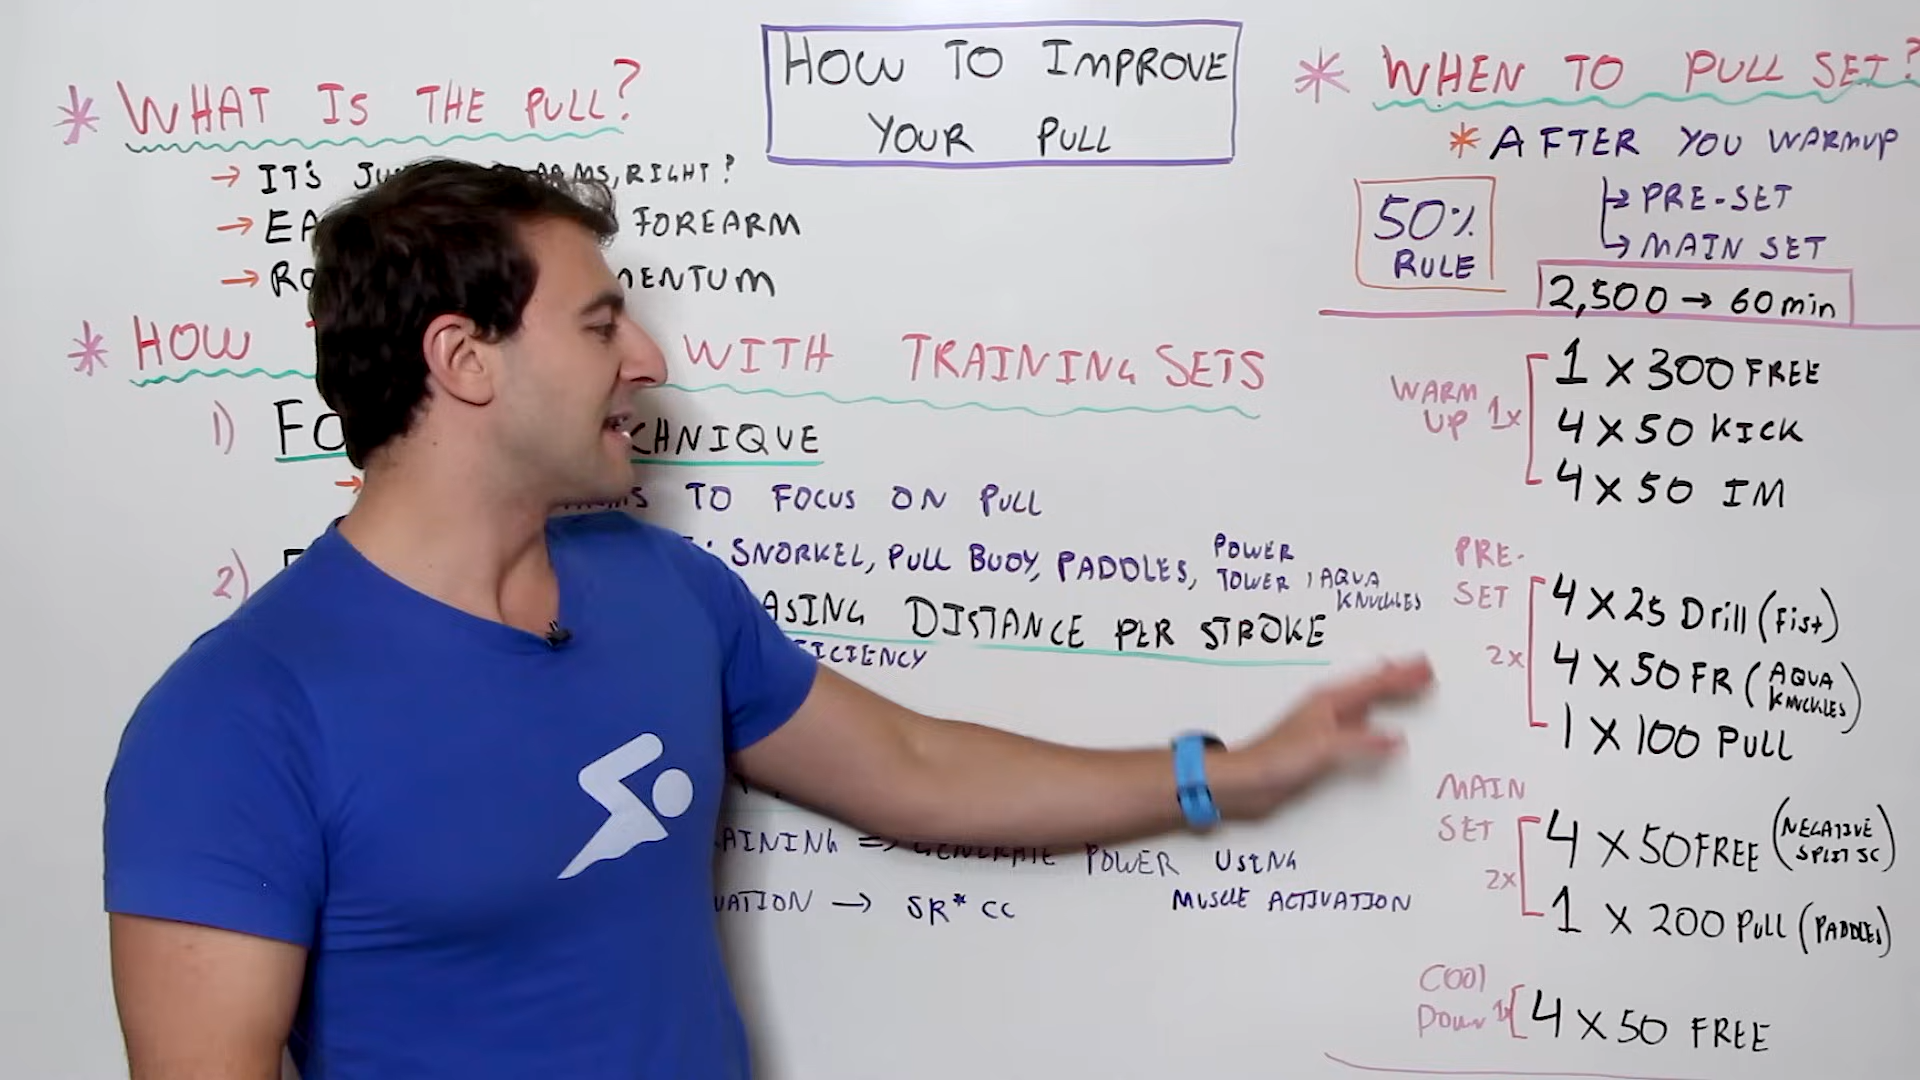 HOW TO IMPROVE
YOUR PULL
* WHAT IS THE PULL?
→ IT'S ARMS, RIGHT?
→ FOREARM
→
* HOW WITH TRAINING SETS
1)
TO FOCUS ON PULL
2) SNORKEL, PULL BUOY, PADDLES, POWER TOWER, AQUA KNUCKLES
DISTANCE PER STROKE
=> GENERATE POWER USING
MUSCLE ACTIVATION
→ SR* CC
* WHEN TO PULL SET?
* AFTER YOU WARMUP
↳ PRE-SET
↳ MAIN SET
50%
RULE
2,500 → 60 min
WARM UP 1x
1 x 300 FREE
4 x 50 KICK
4 x 50 IM
PRE-SET 2x
4 x 25 Drill (Fist)
4 x 50 FR (AQUA KNUCKLES)
1 x 100 PULL
MAIN SET 2x
4 x 50 FREE (NEGATIVE SPLIT SC)
1 x 200 PULL (PADDLES)
COOL DOWN 1x
4 x 50 FREE